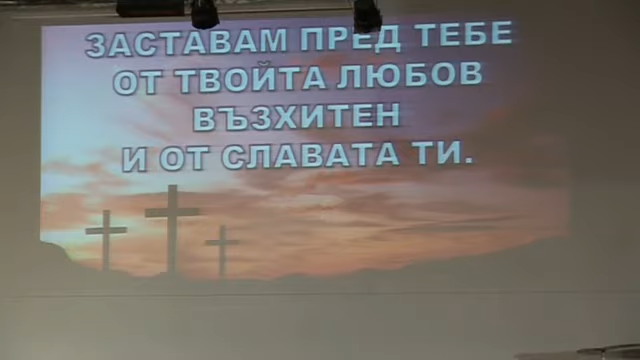 ЗАСТАВАМ ПРЕД ТЕБЕ
ОТ ТВОЙТА ЛЮБОВ
ВЪЗХИТЕН
И ОТ СЛАВАТА ТИ.